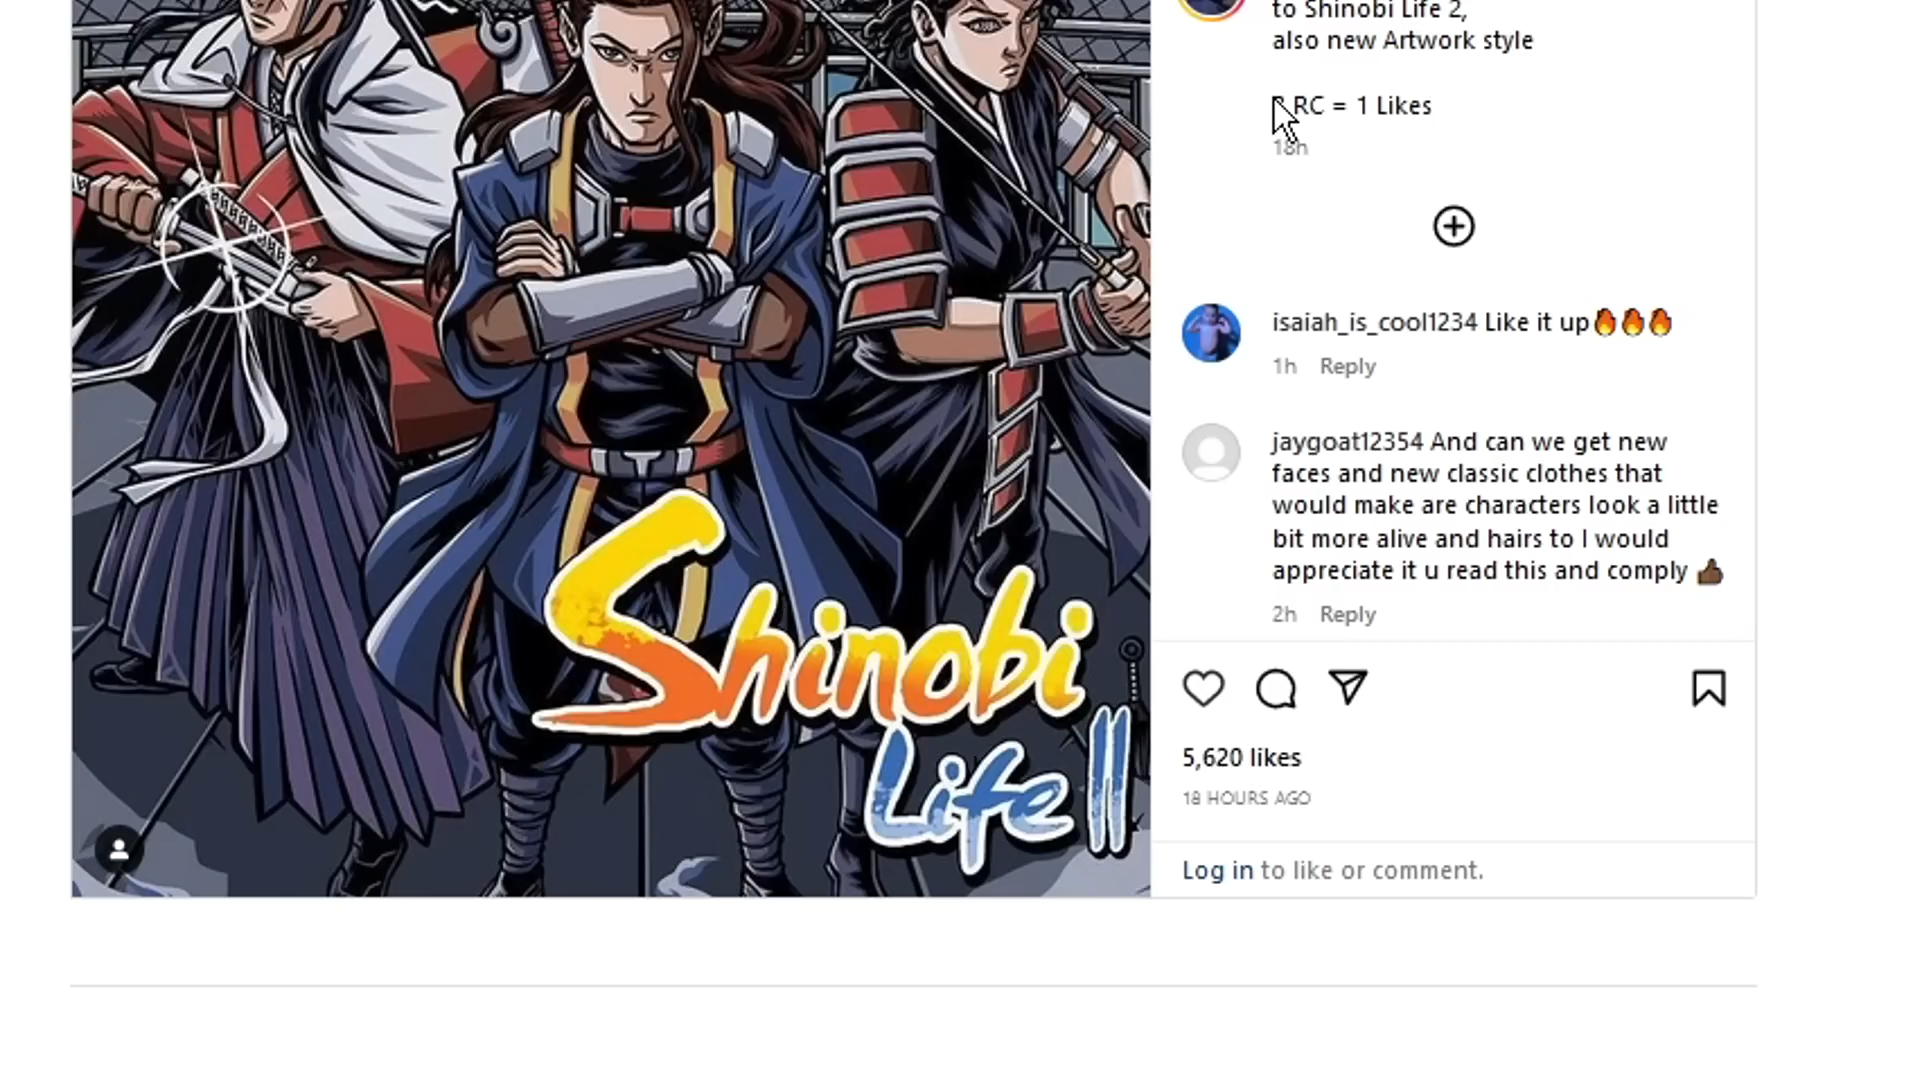 to Shinobi Life 2,
also new Artwork style
RC = 1 Likes
18h
isaiah_is_cool1234 Like it up🔥🔥🔥
1h Reply
jaygoat12354 And can we get new
faces and new classic clothes that
would make are characters look a little
bit more alive and hairs to I would
appreciate it u read this and comply 👍🏾
2h Reply
Shinobi
Life II
5,620 likes
18 HOURS AGO
Log in to like or comment.